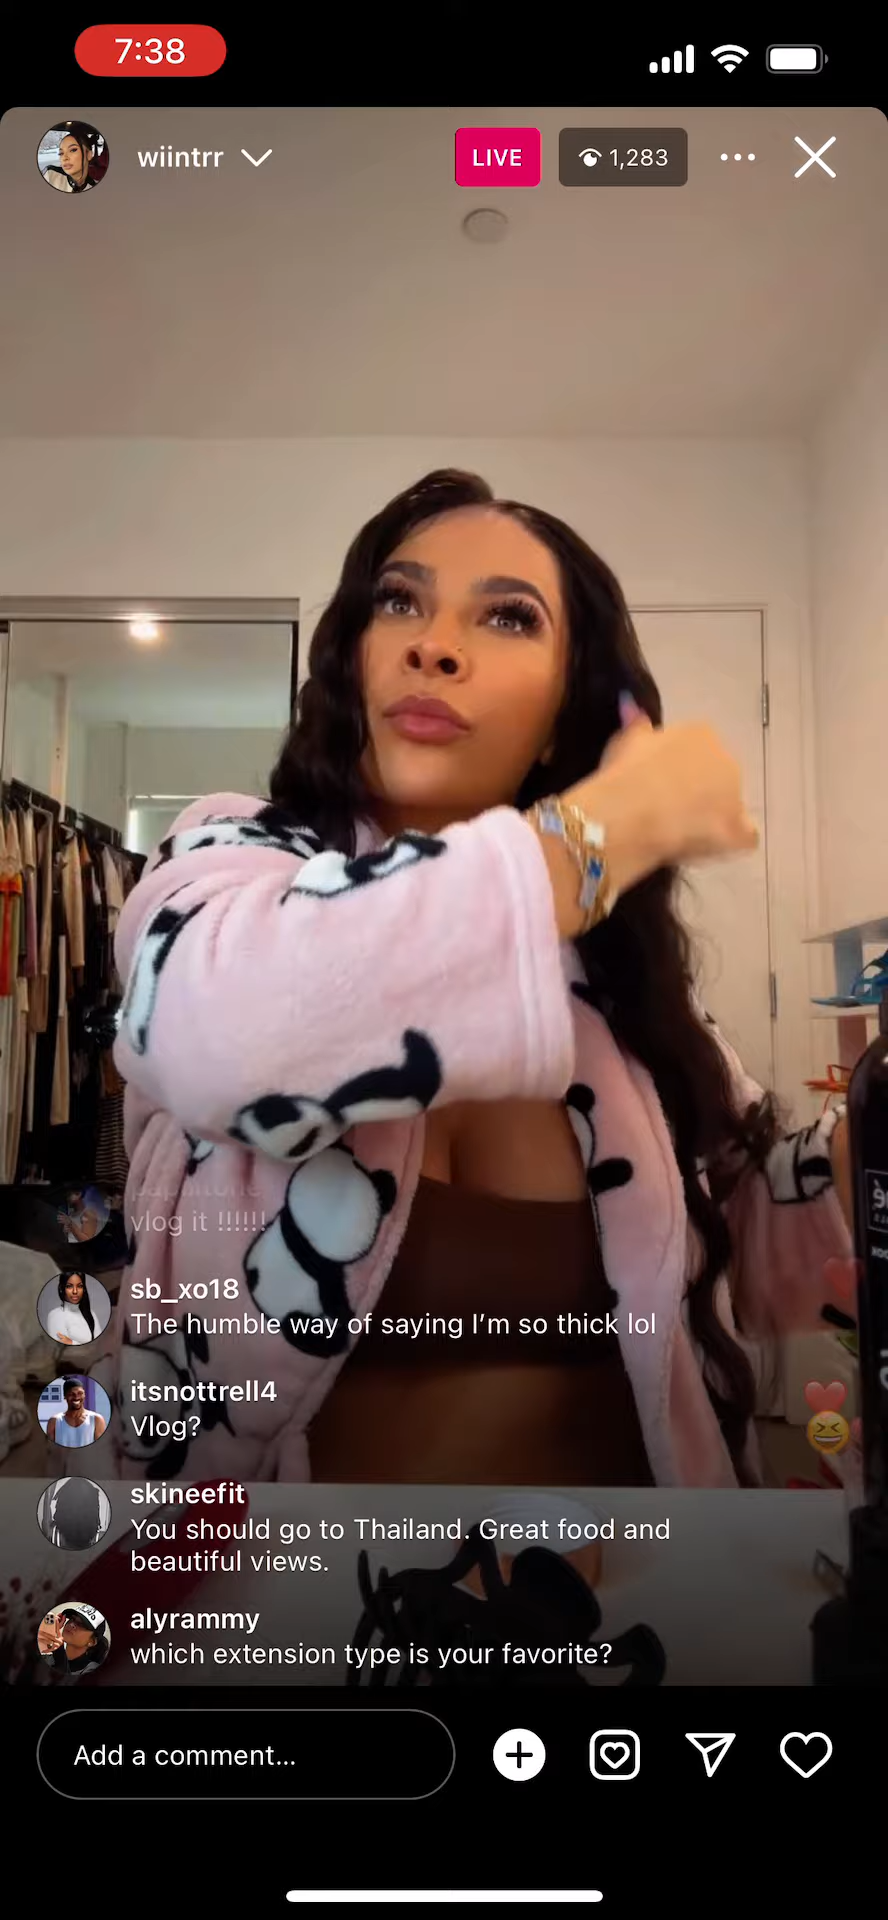 7:38
wiintrr
LIVE
1,283
vlog it !!!!!!
sb_xo18
The humble way of saying I’m so thick lol
itsnottrell4
Vlog?
skineefit
You should go to Thailand. Great food and
beautiful views.
alyrammy
which extension type is your favorite?
Add a comment...